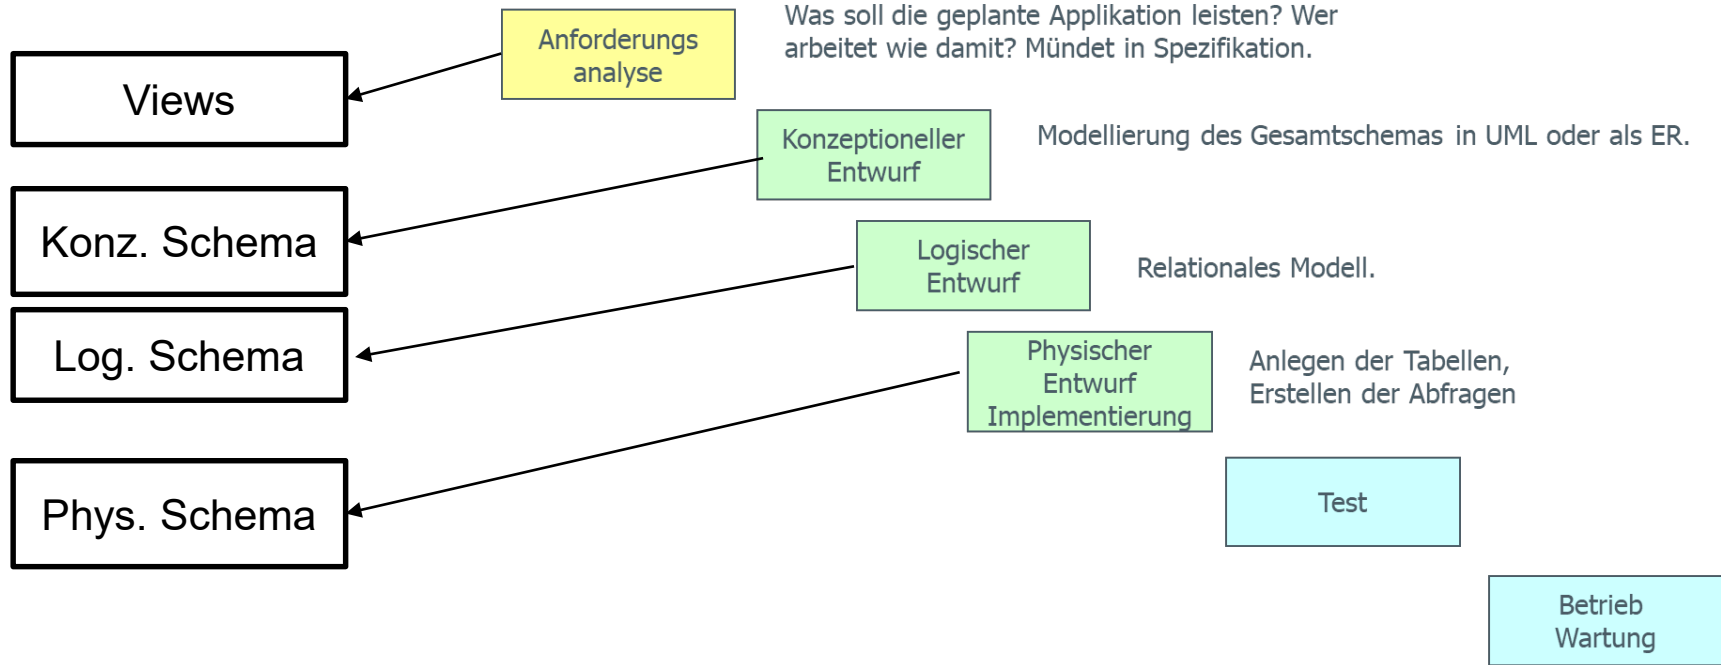 Was soll die geplante Applikation leisten? Wer
arbeitet wie damit? Mündet in Spezifikation.
Anforderungs
analyse
Views
Konzeptioneller
Entwurf
Modellierung des Gesamtschemas in UML oder als ER.
Konz. Schema
Logischer
Entwurf
Relationales Modell.
Log. Schema
Physischer
Entwurf
Implementierung
Anlegen der Tabellen,
Erstellen der Abfragen
Phys. Schema
Test
Betrieb
Wartung